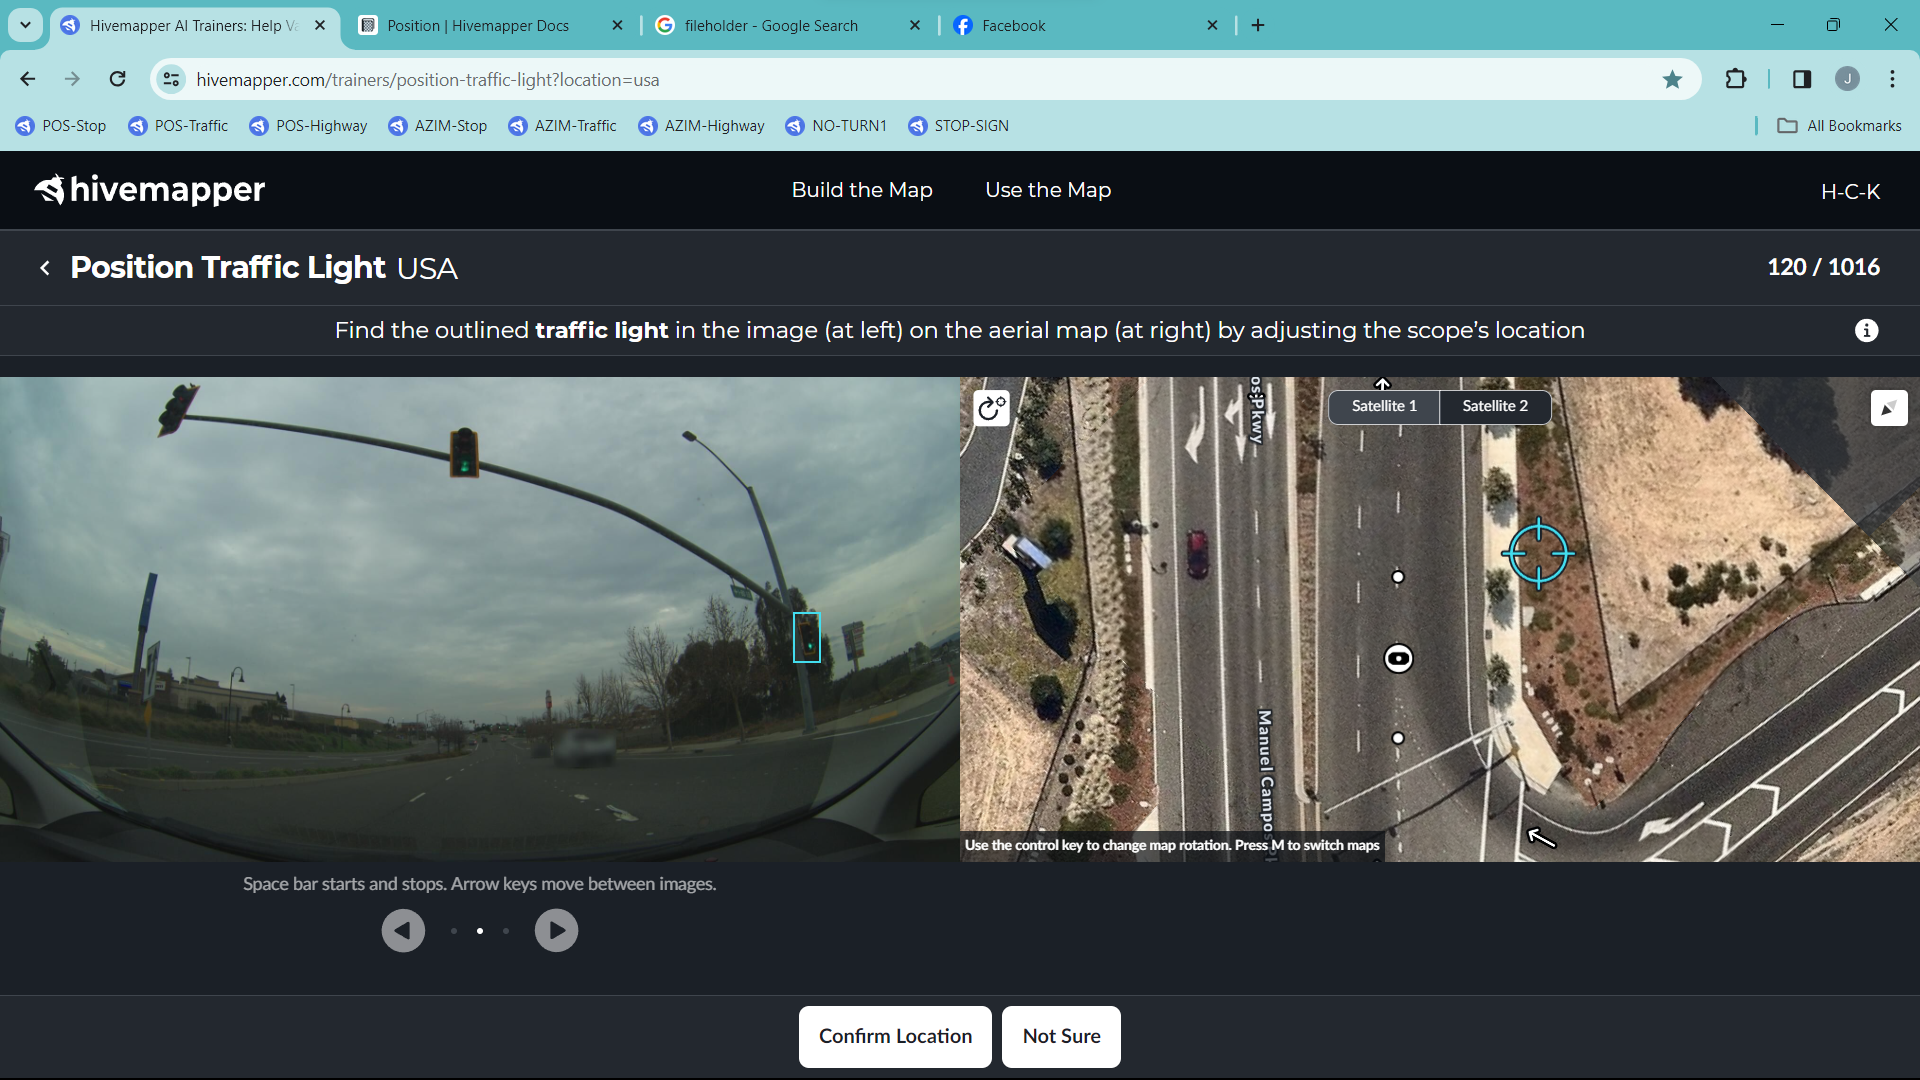 Hivemapper AI Trainers: Help Va
Position | Hivemapper Docs
fileholder - Google Search
Facebook
hivemapper.com/trainers/position-traffic-light?location=usa
J
POS-Stop
POS-Traffic
POS-Highway
AZIM-Stop
AZIM-Traffic
AZIM-Highway
NO-TURN1
STOP-SIGN
All Bookmarks
hivemapper
Build the Map
Use the Map
H-C-K
Position Traffic Light USA
120 / 1016
Find the outlined traffic light in the image (at left) on the aerial map (at right) by adjusting the scope’s location
Satellite 1
Satellite 2
os Pkwy
Manuel Campos
Use the control key to change map rotation. Press M to switch maps
Space bar starts and stops. Arrow keys move between images.
Confirm Location
Not Sure